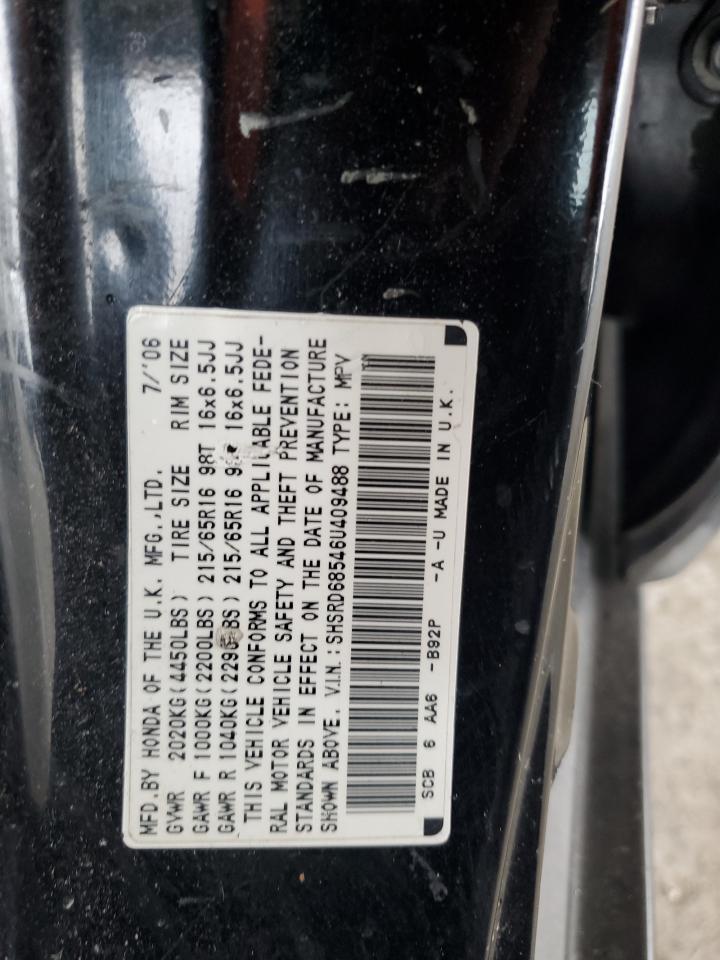 MFD.BY HONDA OF THE U.K. MFG.,LTD. 7/'06
GVWR 2020KG(4450LBS) TIRE SIZE RIM SIZE
GAWR F 1000KG(2200LBS) 215/65R16 98T 16x6.5JJ
GAWR R 1040KG( 215/65R16 16x6.5JJ
THIS VEHICLE CONFORMS TO ALL APPLICABLE FEDE-
RAL MOTOR VEHICLE SAFETY AND THEFT PREVENTION
STANDARDS IN EFFECT ON THE DATE OF MANUFACTURE
SHOWN ABOVE. V.I.N.:SHSRD68546U409488 TYPE: MPV
SCB 6 AA6 -B92P -A -U MADE IN U.K.